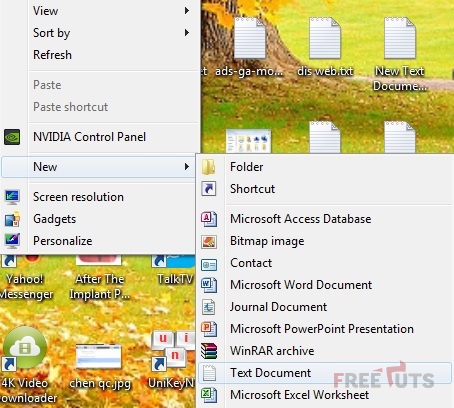 View
Sort by
Refresh
Paste
Paste shortcut
NVIDIA Control Panel
New
Screen resolution
Gadgets
Personalize
Folder
Shortcut
Microsoft Access Database
Bitmap image
Contact
Microsoft Word Document
Journal Document
Microsoft PowerPoint Presentation
WinRAR archive
Text Document
Microsoft Excel Worksheet
et
ads-ga-mo...
dis web.txt
New Text
Docume...
Yahoo!
Messenger
After The
Implant P...
TalkTV
4K Video
ownloader
chen qc.jpg
u i
n
UniKeyN
FREETUTS